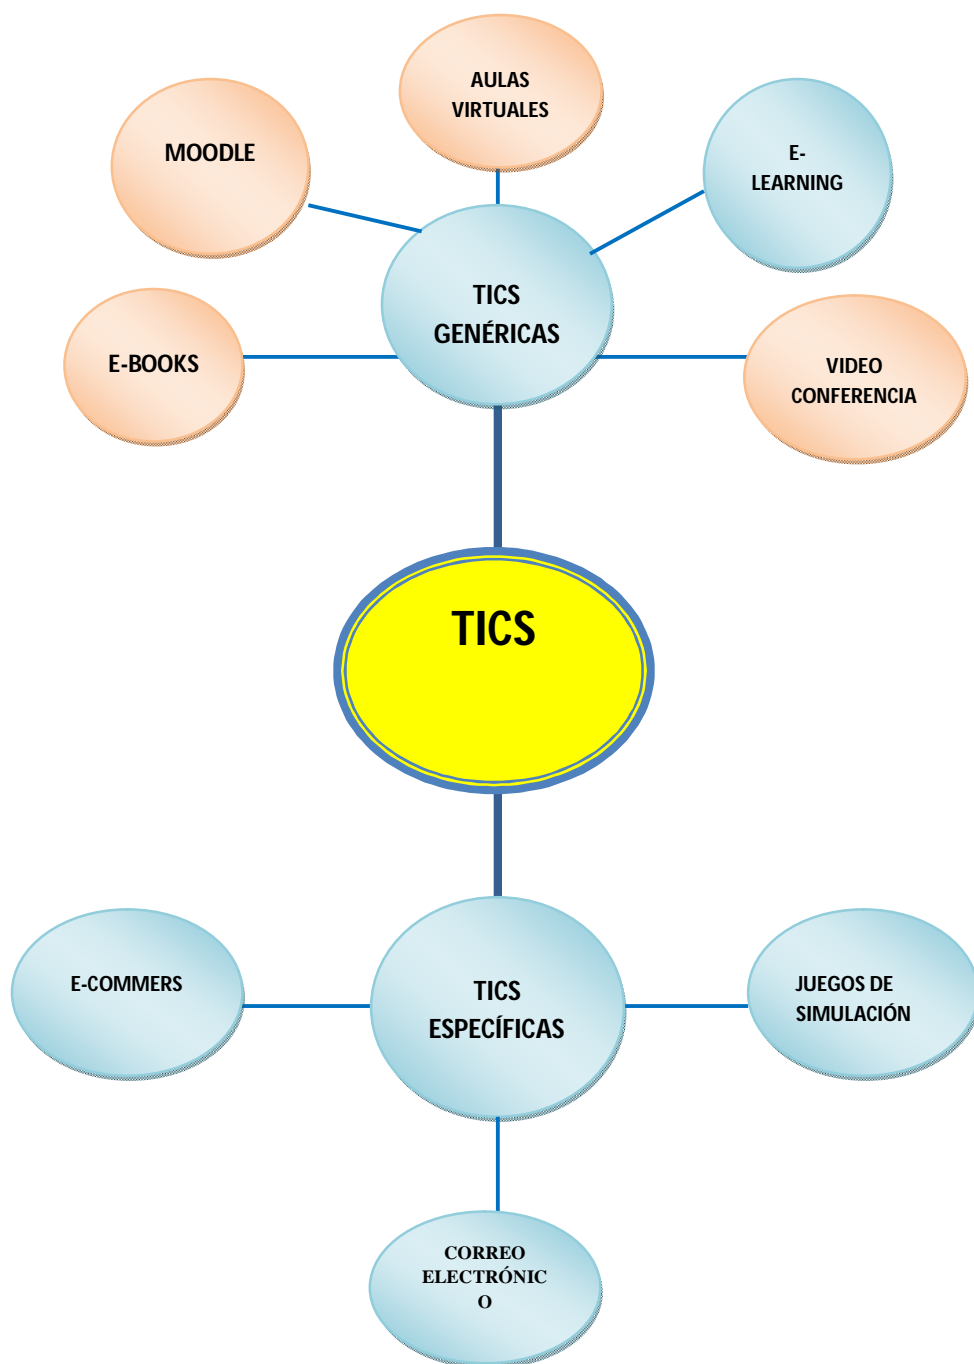 AULAS
VIRTUALES
MOODLE
E-
LEARNING
TICS
GENÉRICAS
E-BOOKS
VIDEO
CONFERENCIA
TICS
E-COMMERS
TICS
ESPECÍFICAS
JUEGOS DE
SIMULACIÓN
CORREO
ELECTRÓNIC
O